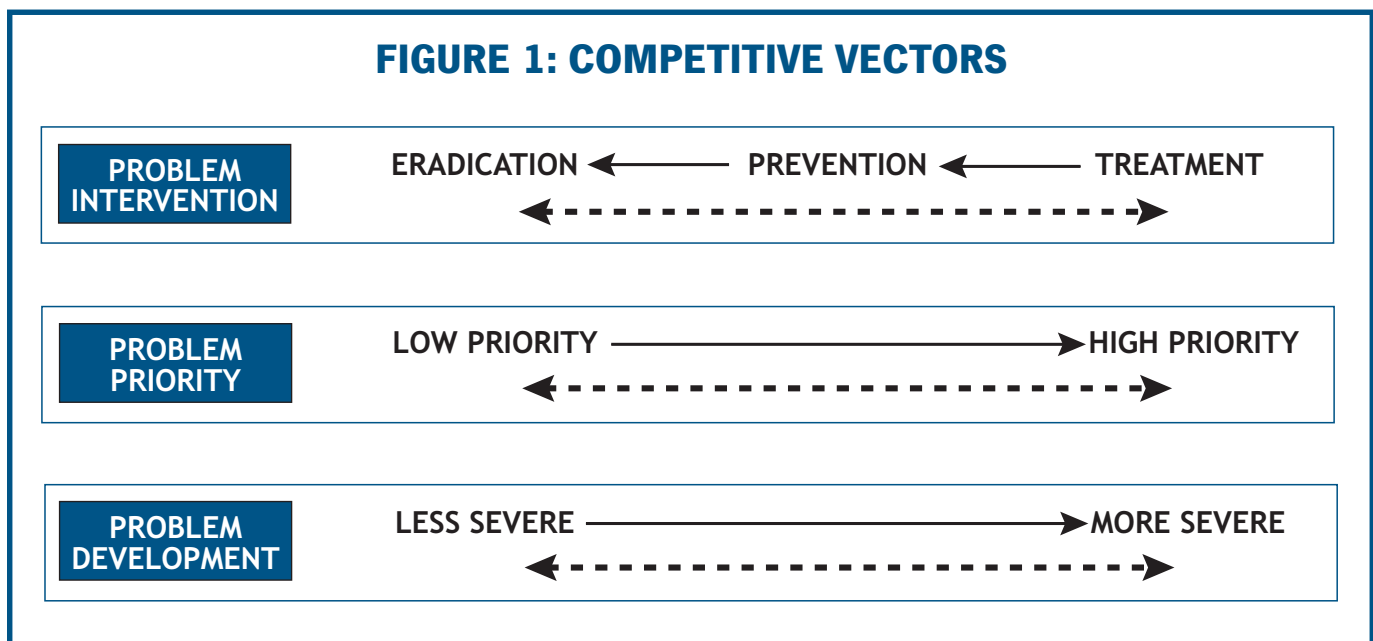 FIGURE 1: COMPETITIVE VECTORS
PROBLEM
INTERVENTION
ERADICATION PREVENTION TREATMENT
PROBLEM
PRIORITY
LOW PRIORITY HIGH PRIORITY
PROBLEM
DEVELOPMENT
LESS SEVERE MORE SEVERE